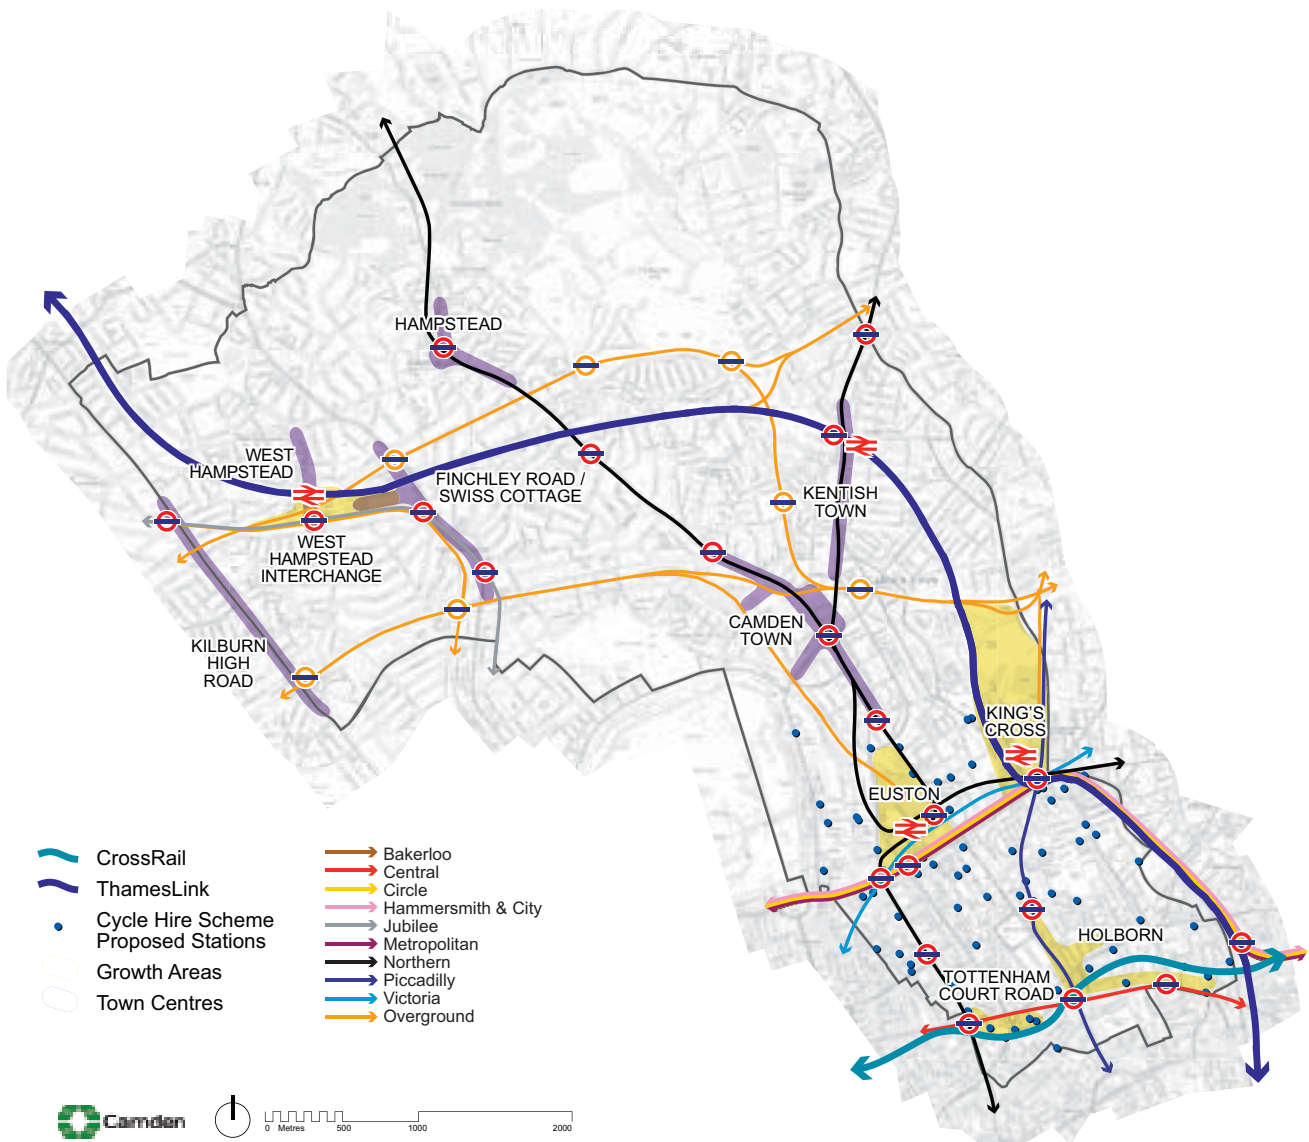 HAMPSTEAD
WEST
HAMPSTEAD
FINCHLEY ROAD /
SWISS COTTAGE
KENTISH
TOWN
WEST
HAMPSTEAD
INTERCHANGE
CAMDEN
TOWN
KILBURN
HIGH
ROAD
KING'S
CROSS
EUSTON
HOLBORN
TOTTENHAM
COURT ROAD
CrossRail
ThamesLink
Cycle Hire Scheme
Proposed Stations
Growth Areas
Town Centres
Bakerloo
Central
Circle
Hammersmith & City
Jubilee
Metropolitan
Northern
Piccadilly
Victoria
Overground
Camden
0 Metres 500 1000 2000